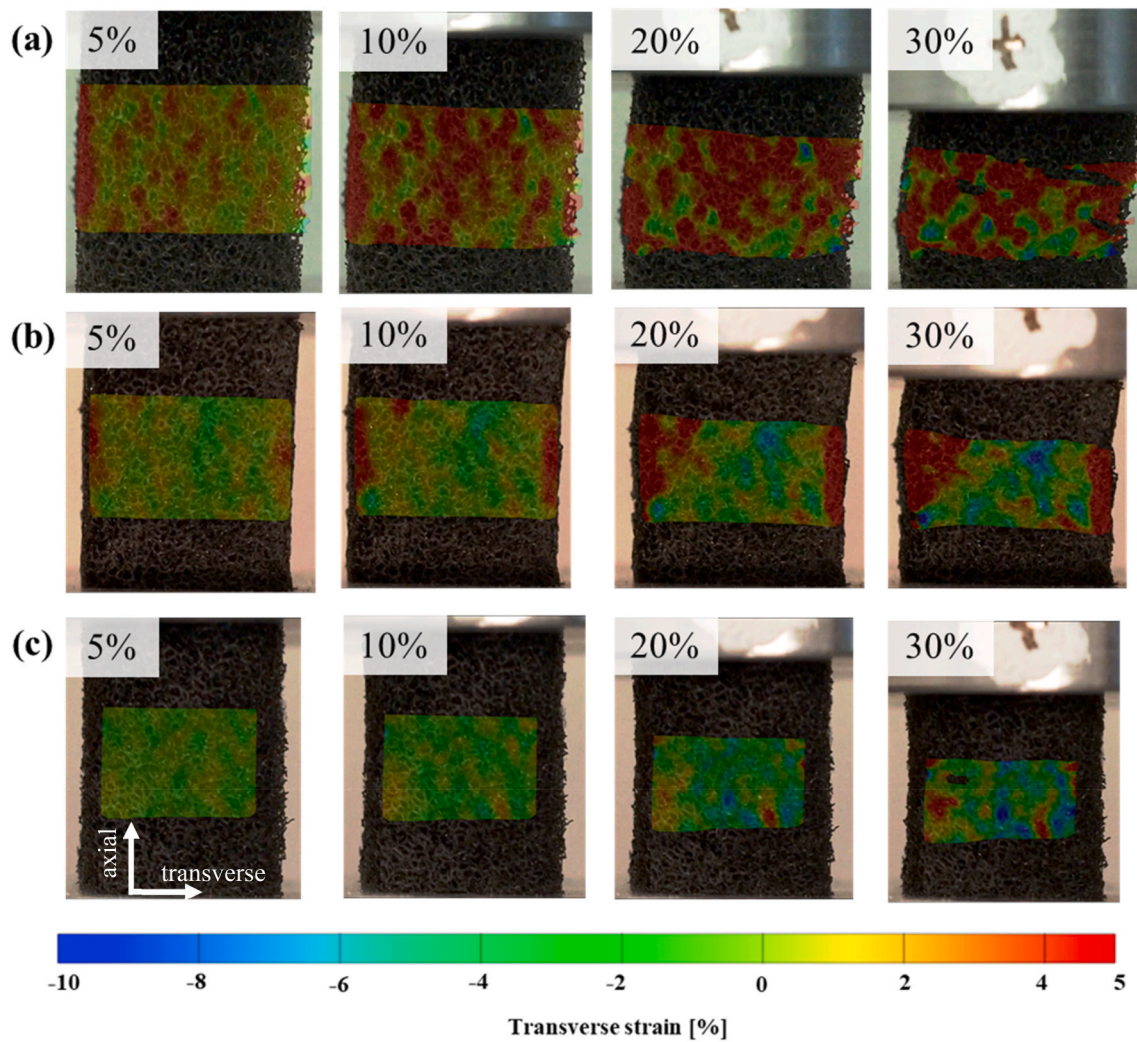 (a) 5% 10% 20% 30%
(b) 5% 10% 20% 30%
(c) 5% 10% 20% 30%
axial
transverse
-10 -8 -6 -4 -2 0 2 4 5
Transverse strain [%]